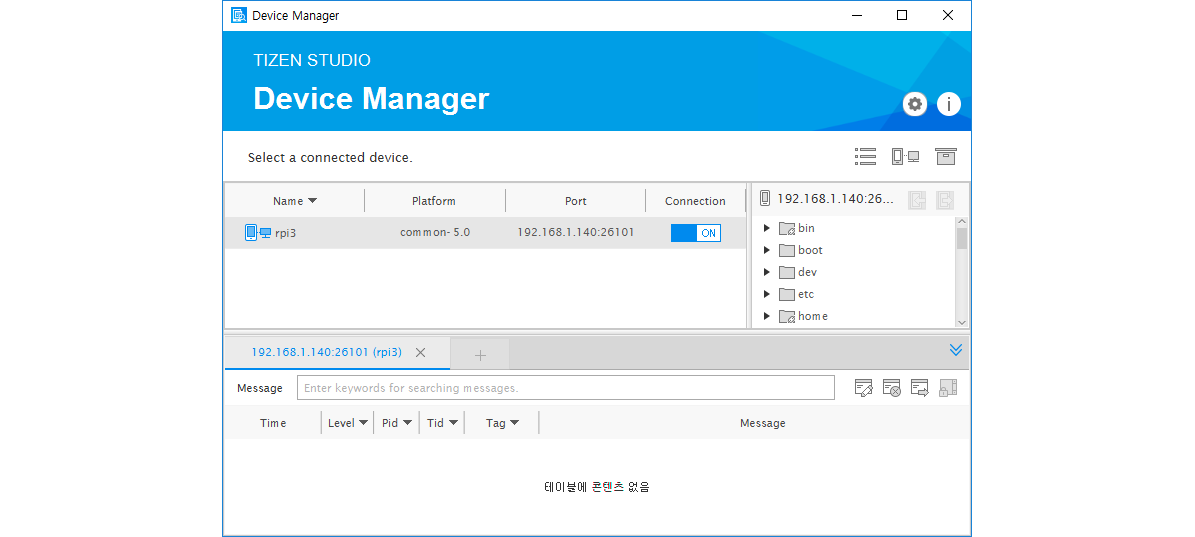 Device Manager
TIZEN STUDIO
Device Manager
i
Select a connected device.
Name Platform Port Connection
rpi3 common- 5.0 192.168.1.140:26101 ON
192.168.1.140:26...
bin
boot
dev
etc
home
192.168.1.140:26101 (rpi3)
Message Enter keywords for searching messages.
Time Level Pid Tid Tag Message
테이블에 콘텐츠 없음